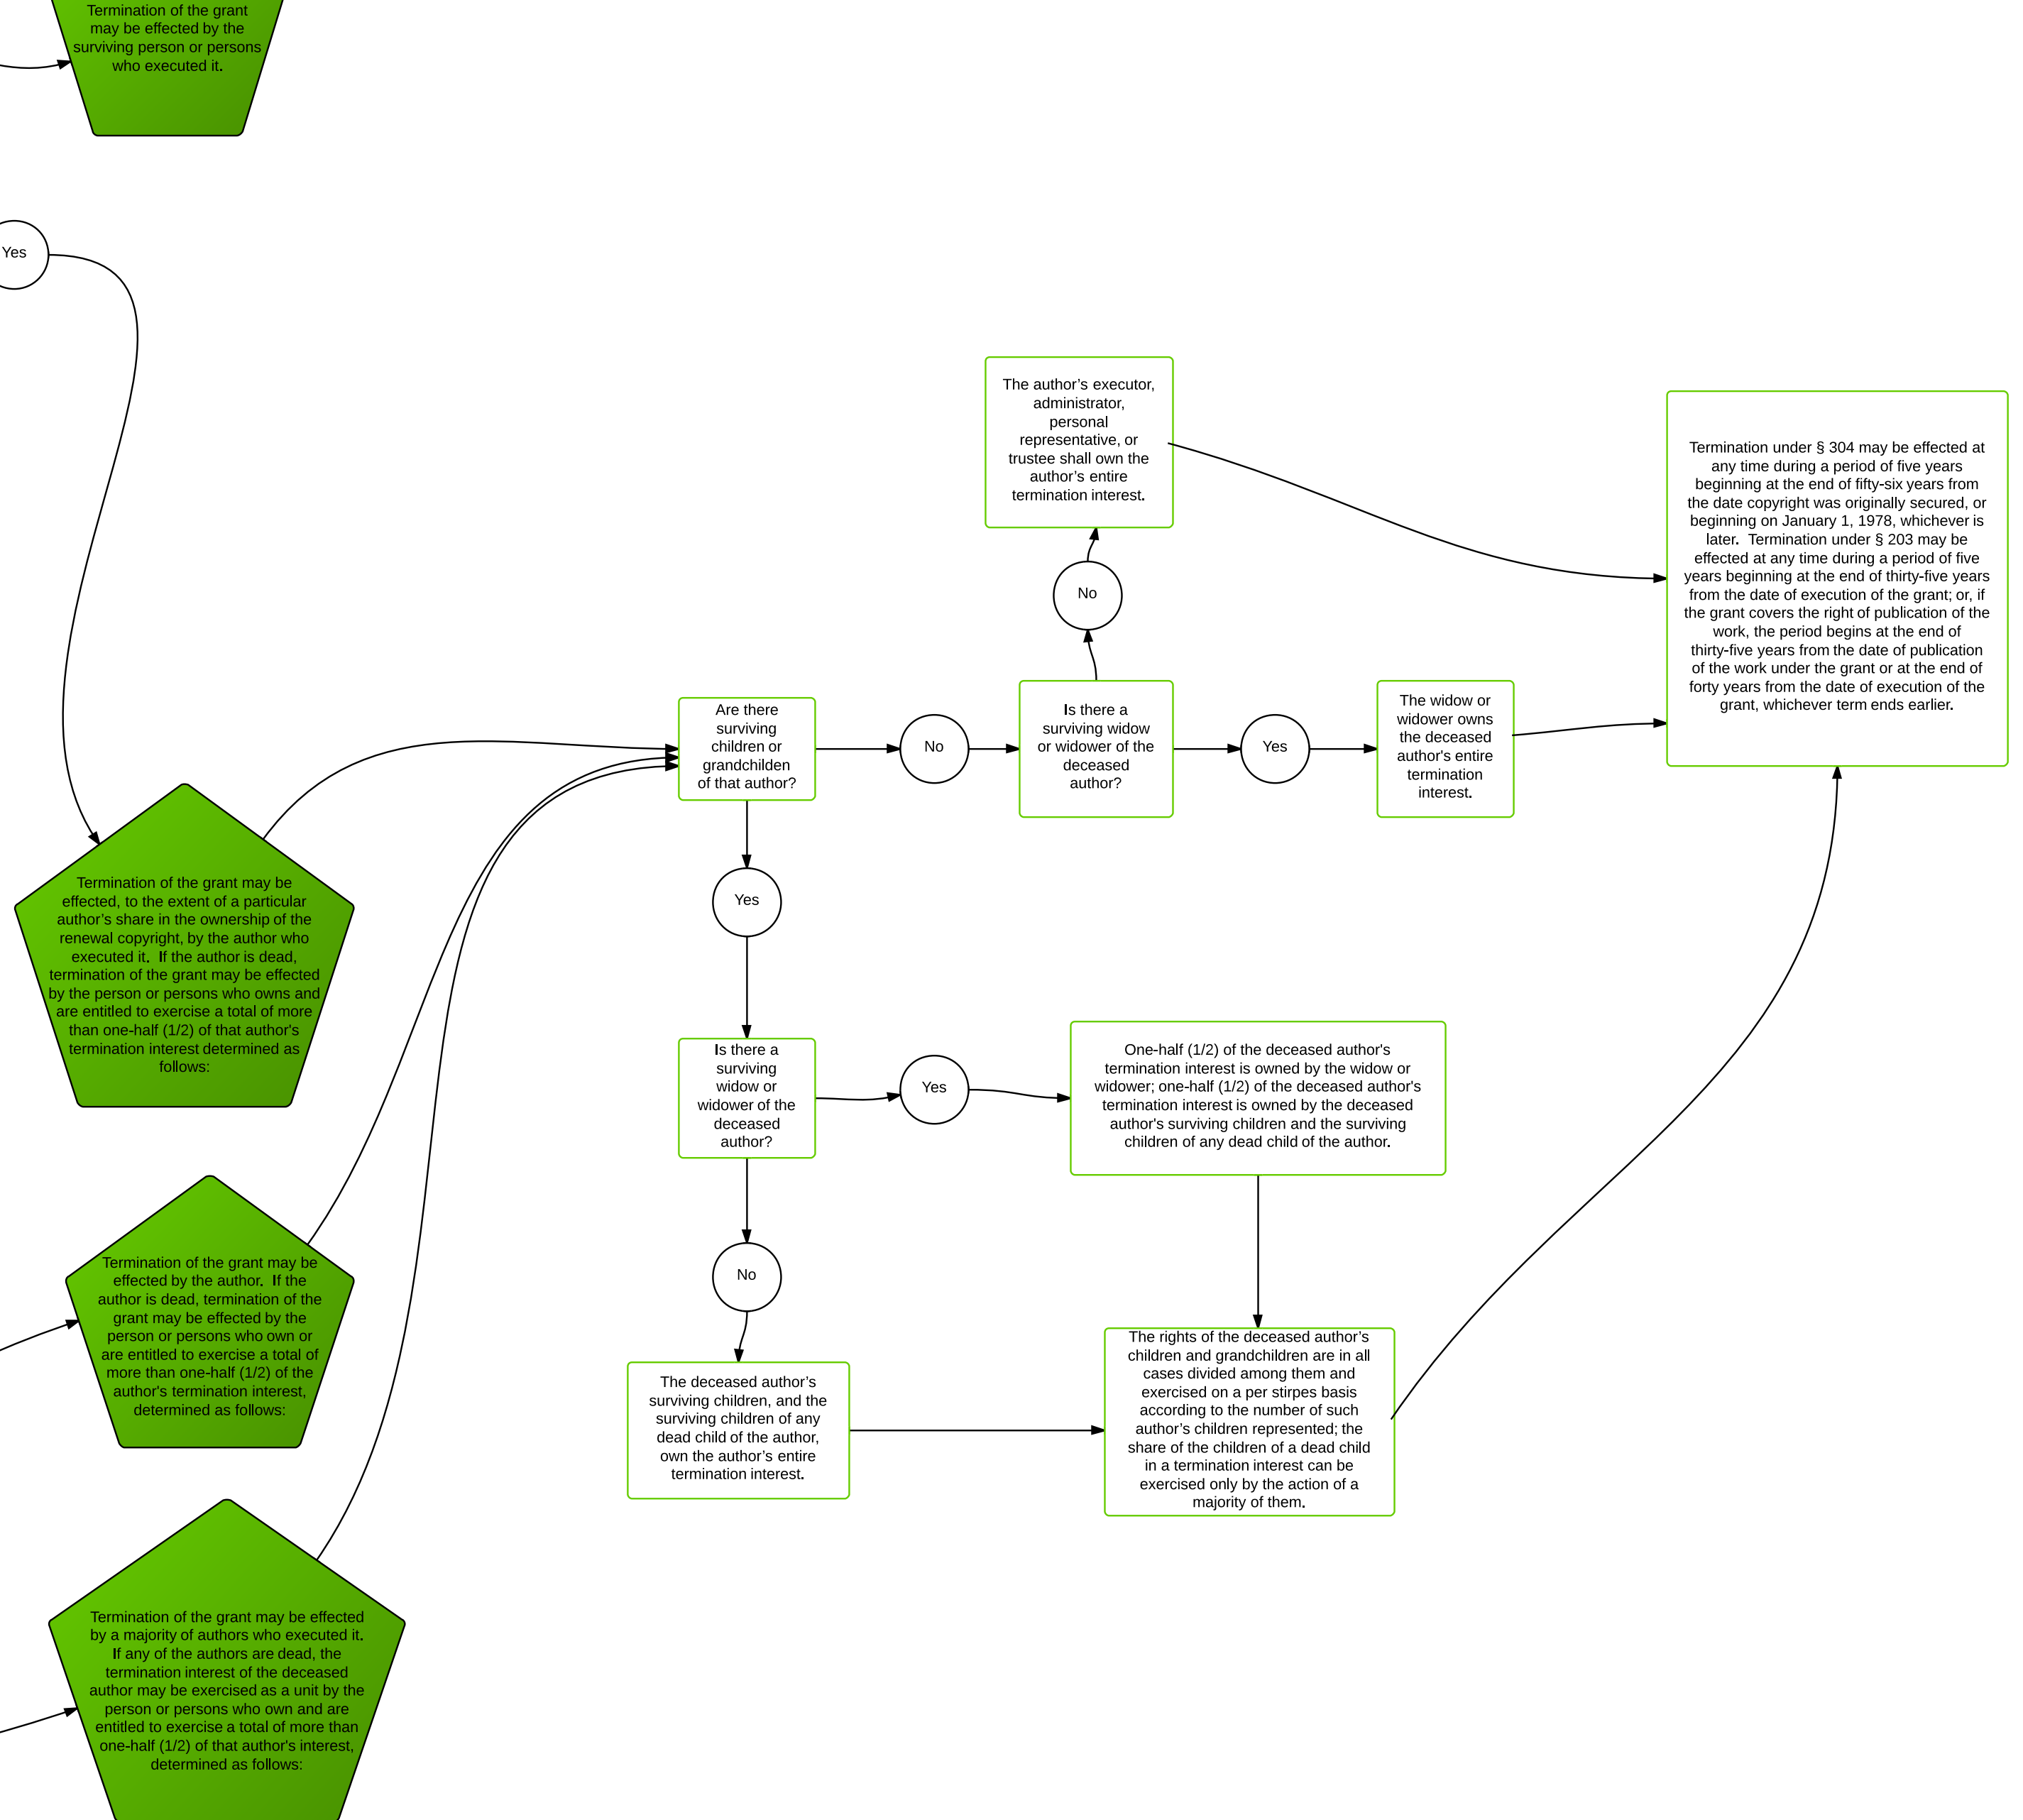 Termination of the grant
may be effected by the
surviving person or persons
who executed it.
Yes
The author’s executor,
administrator,
personal
representative, or
trustee shall own the
author’s entire
termination interest.
Termination under § 304 may be effected at
any time during a period of five years
beginning at the end of fifty-six years from
the date copyright was originally secured, or
beginning on January 1, 1978, whichever is
later.  Termination under § 203 may be
effected at any time during a period of five
years beginning at the end of thirty-five years
from the date of execution of the grant; or, if
the grant covers the right of publication of the
work, the period begins at the end of
thirty-five years from the date of publication
of the work under the grant or at the end of
forty years from the date of execution of the
grant, whichever term ends earlier.
No
Are there
surviving
children or
grandchilden
of that author?
No
Is there a
surviving widow
or widower of the
deceased
author?
Yes
The widow or
widower owns
the deceased
author's entire
termination
interest.
Yes
Termination of the grant may be
effected, to the extent of a particular
author’s share in the ownership of the
renewal copyright, by the author who
executed it.  If the author is dead,
termination of the grant may be effected
by the person or persons who owns and
are entitled to exercise a total of more
than one-half (1/2) of that author's
termination interest determined as
follows:
Is there a
surviving
widow or
widower of the
deceased
author?
Yes
One-half (1/2) of the deceased author's
termination interest is owned by the widow or
widower; one-half (1/2) of the deceased author's
termination interest is owned by the deceased
author's surviving children and the surviving
children of any dead child of the author.
No
Termination of the grant may be
effected by the author.  If the
author is dead, termination of the
grant may be effected by the
person or persons who own or
are entitled to exercise a total of
more than one-half (1/2) of the
author's termination interest,
determined as follows:
The deceased author’s
surviving children, and the
surviving children of any
dead child of the author,
own the author’s entire
termination interest.
The rights of the deceased author’s
children and grandchildren are in all
cases divided among them and
exercised on a per stirpes basis
according to the number of such
author’s children represented; the
share of the children of a dead child
in a termination interest can be
exercised only by the action of a
majority of them.
Termination of the grant may be effected
by a majority of authors who executed it.
If any of the authors are dead, the
termination interest of the deceased
author may be exercised as a unit by the
person or persons who own and are
entitled to exercise a total of more than
one-half (1/2) of that author's interest,
determined as follows: